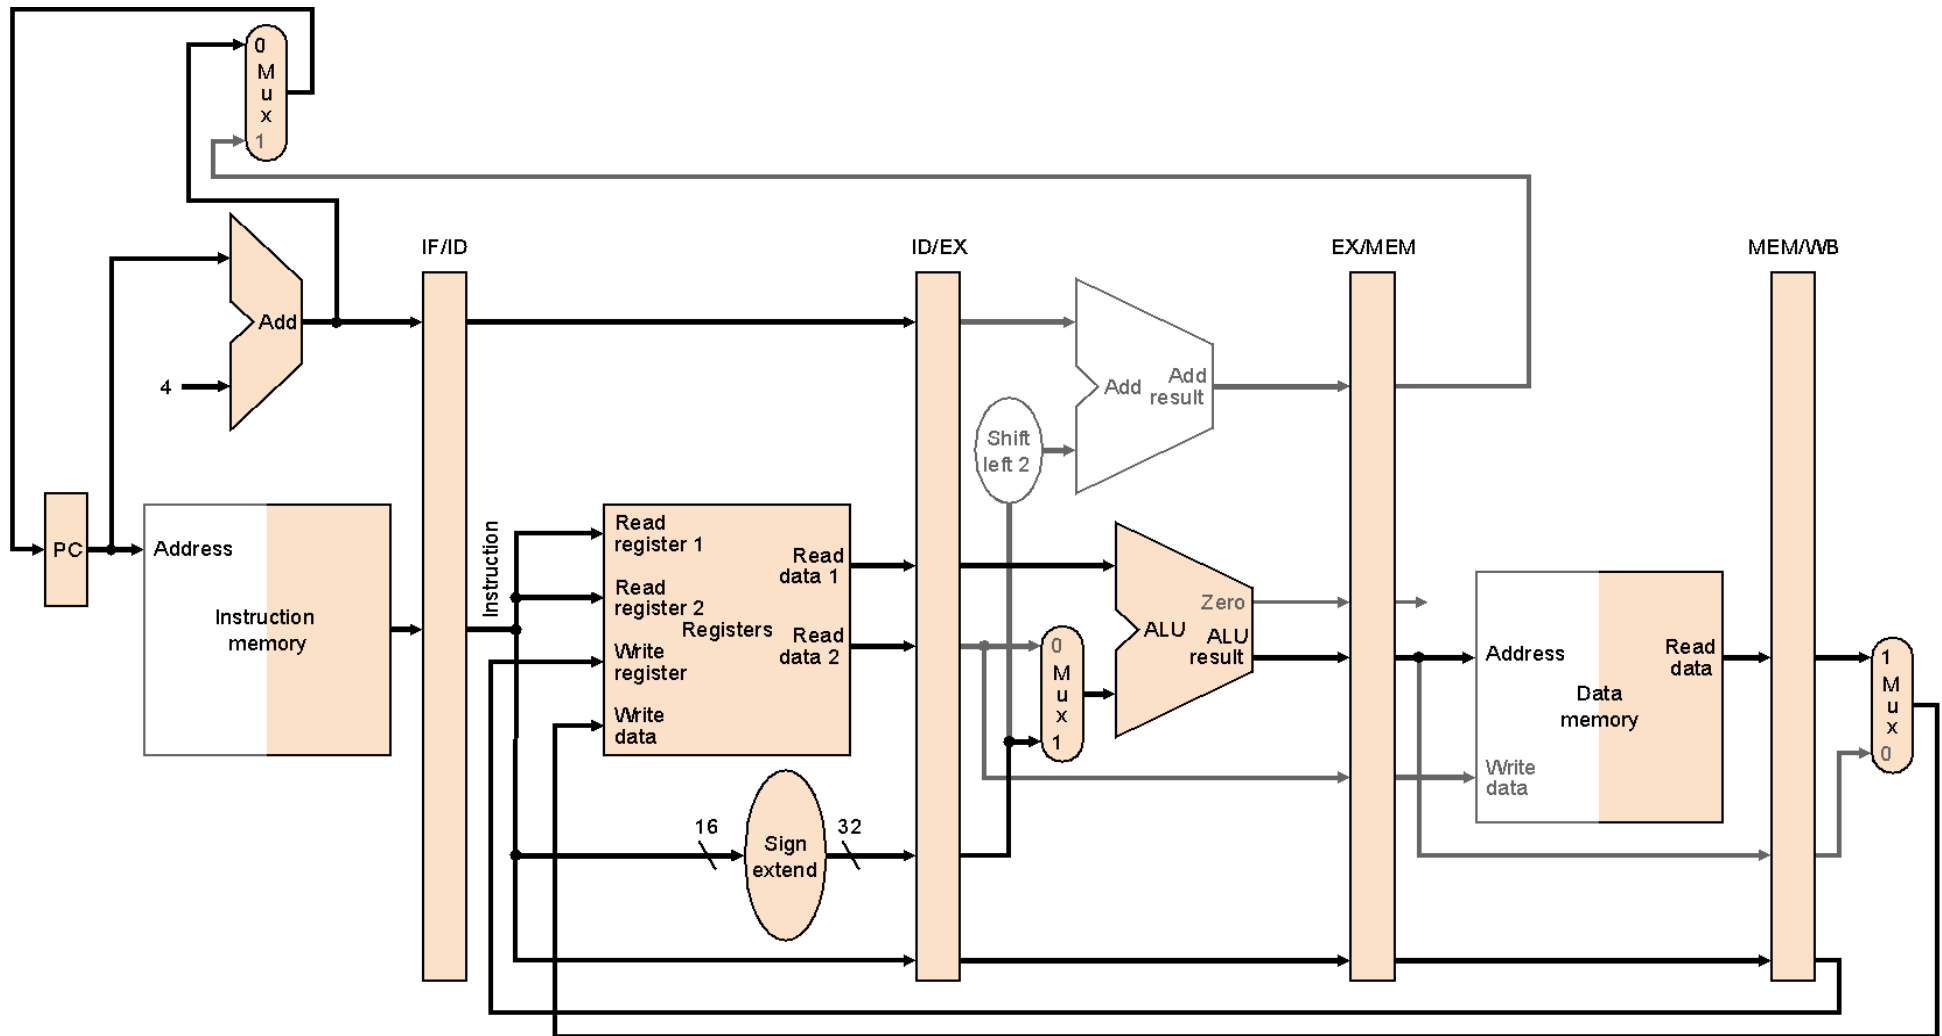 0
M
u
x
1
IF/ID
ID/EX
EX/MEM
MEM/WB
Add
4
Add
Add
result
Shift
left 2
PC
Address
Instruction
memory
Instruction
Read
register 1
Read
register 2
Registers
Write
register
Write
data
Read
data 1
Read
data 2
0
M
u
x
1
Zero
ALU
ALU
result
Address
Read
data
Data
memory
Write
data
1
M
u
x
0
16
Sign
extend
32